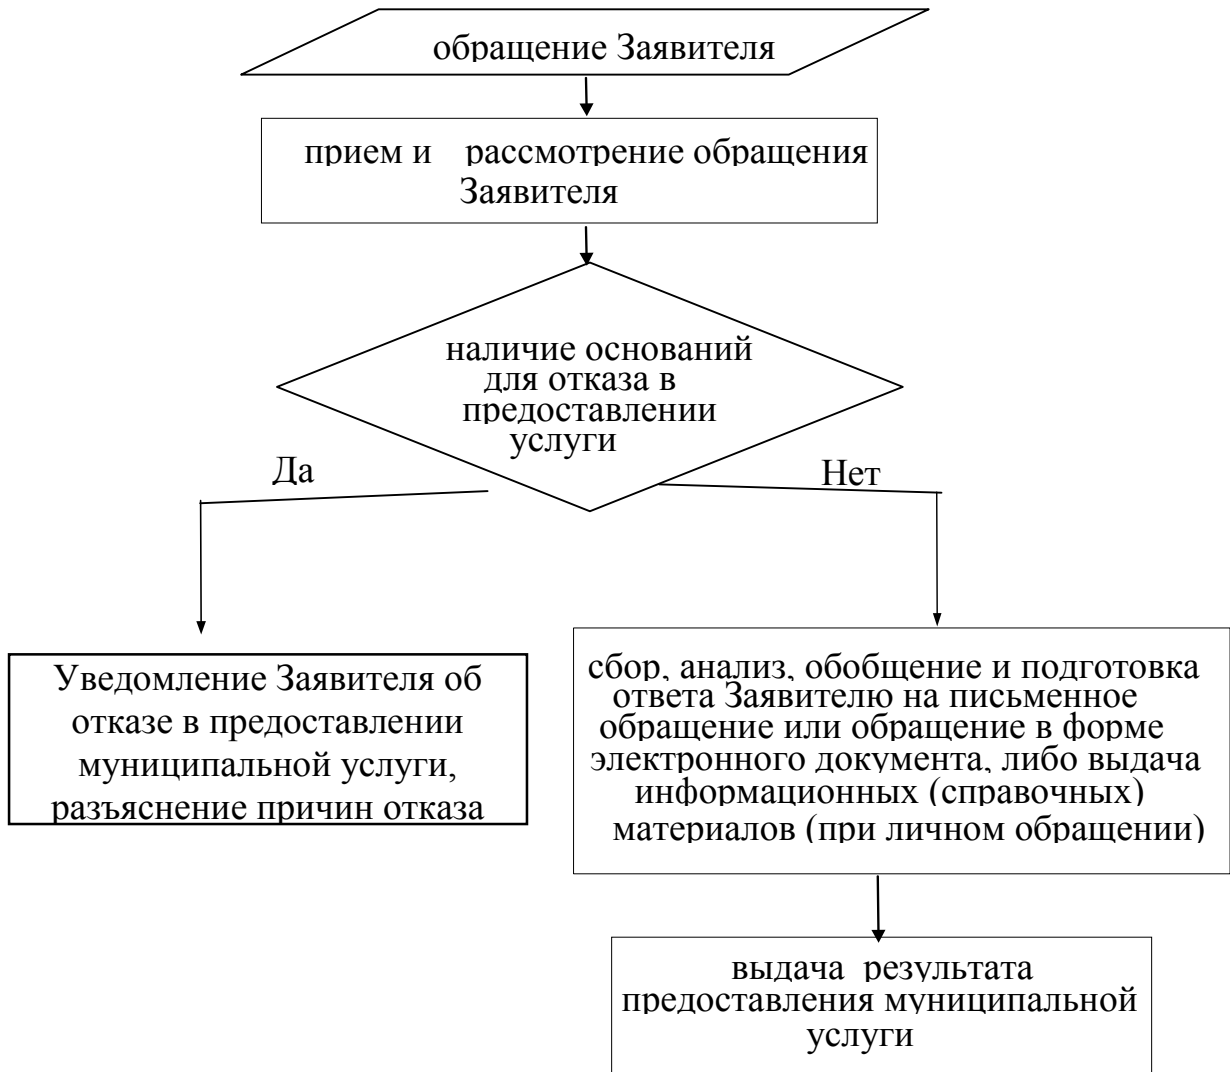 обращение Заявителя
прием и рассмотрение обращения
Заявителя
наличие оснований
для отказа в
предоставлении
услуги
Да
Нет
Уведомление Заявителя об
отказе в предоставлении
муниципальной услуги,
разъяснение причин отказа
сбор, анализ, обобщение и подготовка
ответа Заявителю на письменное
обращение или обращение в форме
электронного документа, либо выдача
информационных (справочных)
материалов (при личном обращении)
выдача результата
предоставления муниципальной
услуги